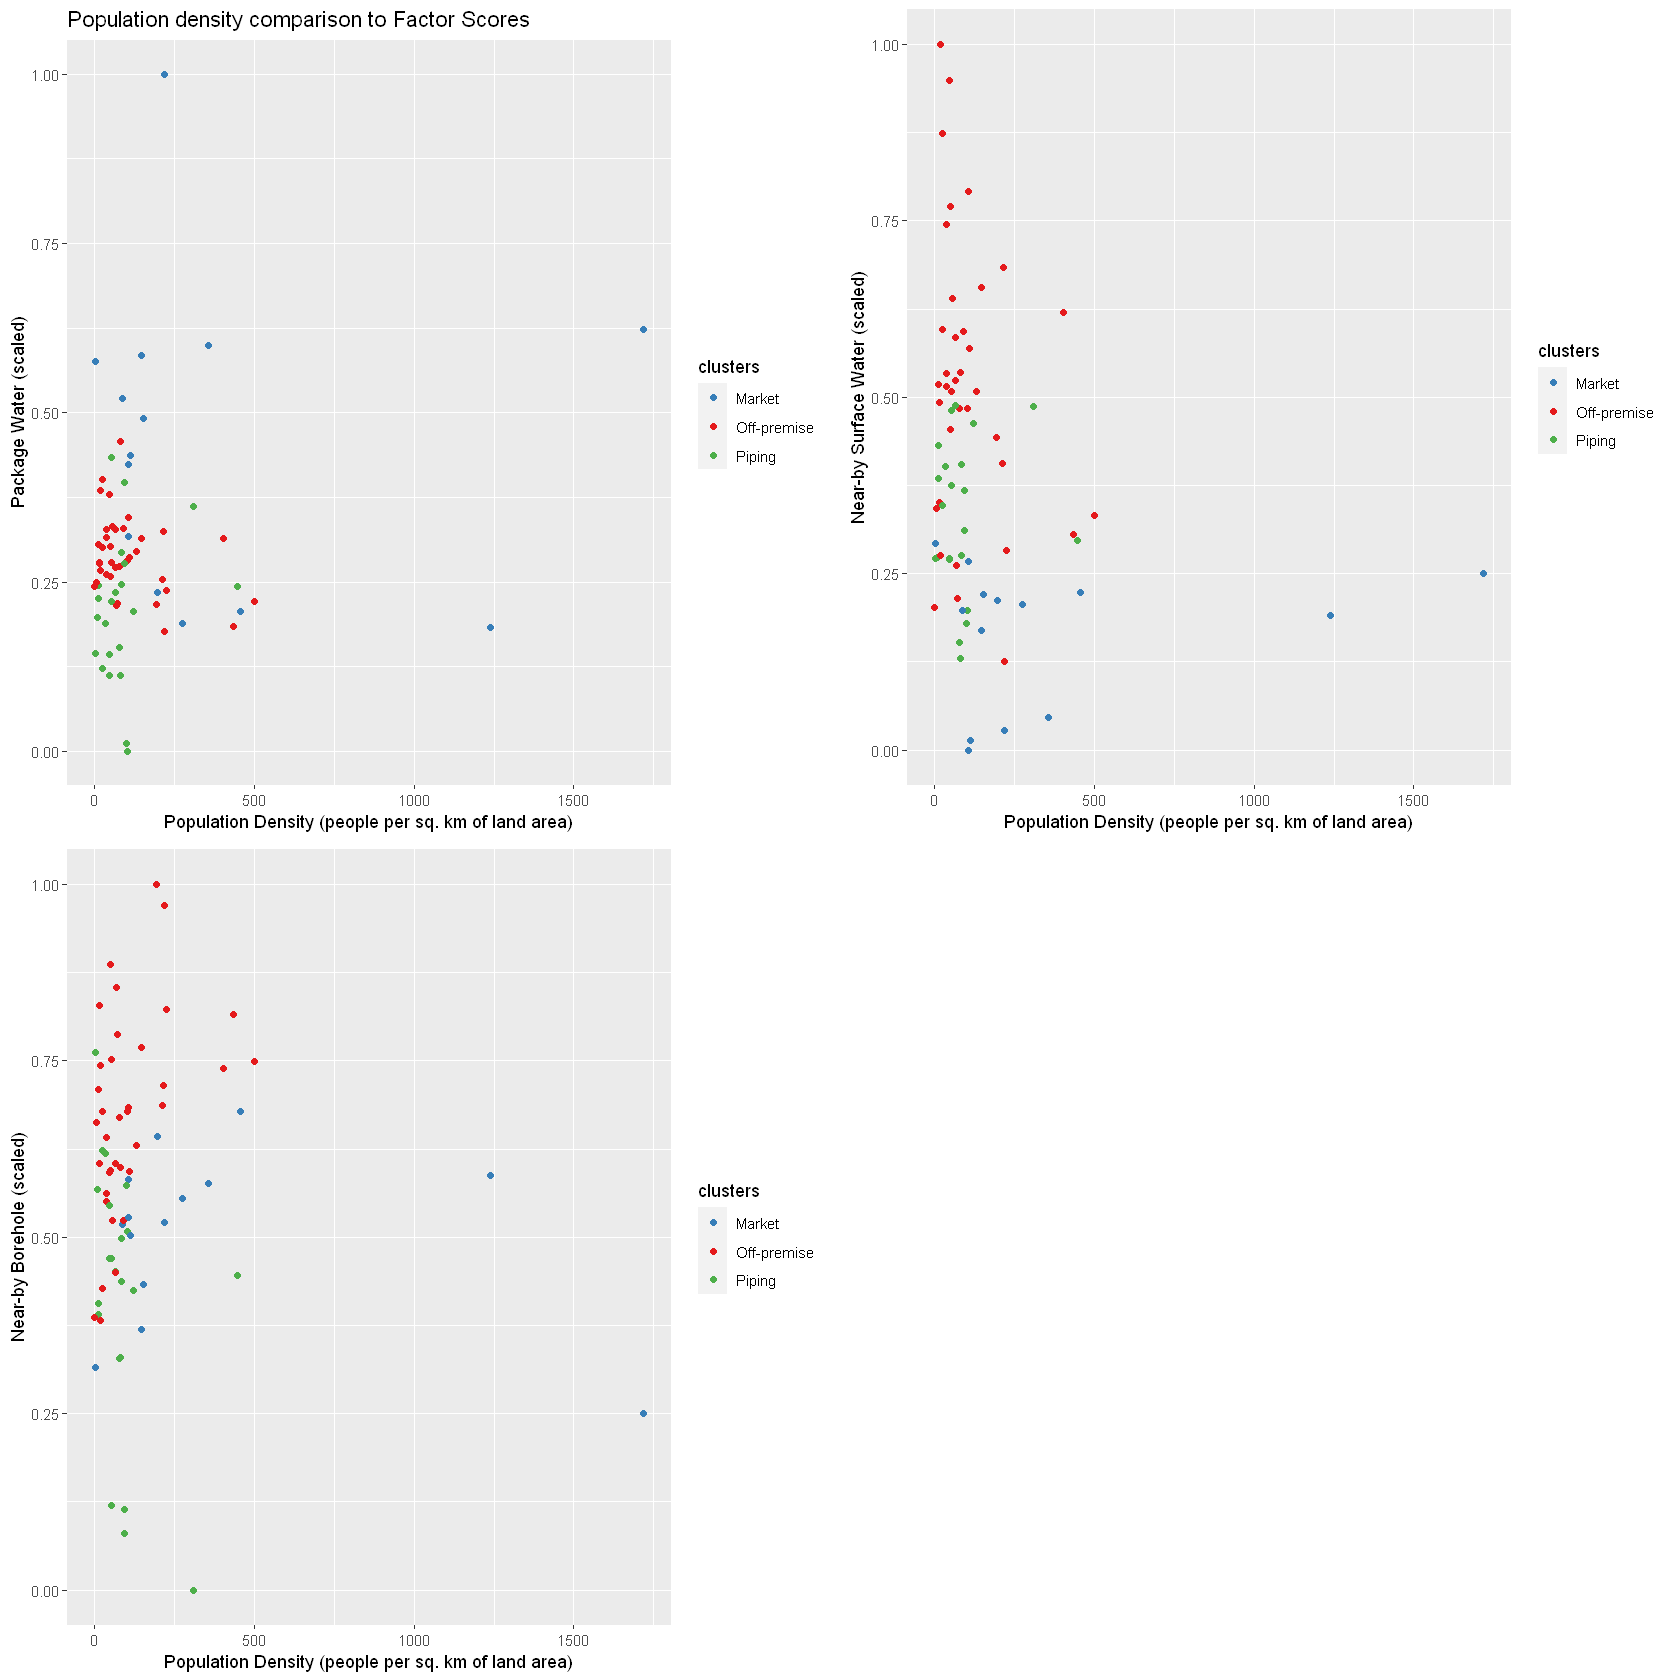 Population density comparison to Factor Scores
1.00
0.75
0.50
0.25
0.00
Package Water (scaled)
0
500
1000
1500
Population Density (people per sq. km of land area)
clusters
Market
Off-premise
Piping
1.00
0.75
0.50
0.25
0.00
Near-by Surface Water (scaled)
0
500
1000
1500
Population Density (people per sq. km of land area)
clusters
Market
Off-premise
Piping
1.00
0.75
0.50
0.25
0.00
Near-by Borehole (scaled)
0
500
1000
1500
Population Density (people per sq. km of land area)
clusters
Market
Off-premise
Piping